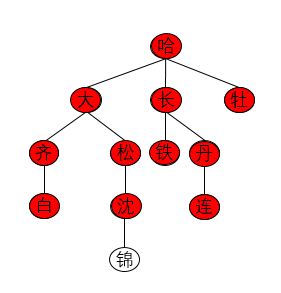 哈
大 长 牡
齐 松 铁 丹
白 沈 连
锦